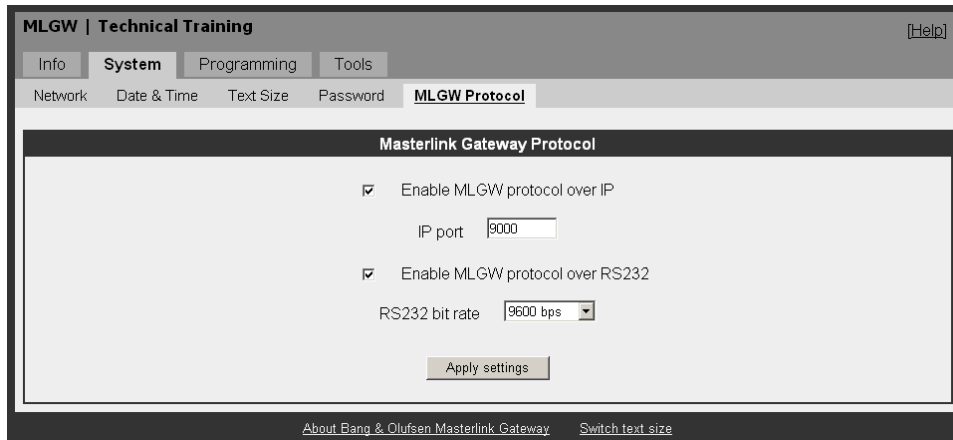 MLGW | Technical Training
[Help]
Info System Programming Tools
Network Date & Time Text Size Password MLGW Protocol
Masterlink Gateway Protocol
Enable MLGW protocol over IP
IP port 9000
Enable MLGW protocol over RS232
RS232 bit rate 9600 bps
Apply settings
About Bang & Olufsen Masterlink Gateway Switch text size